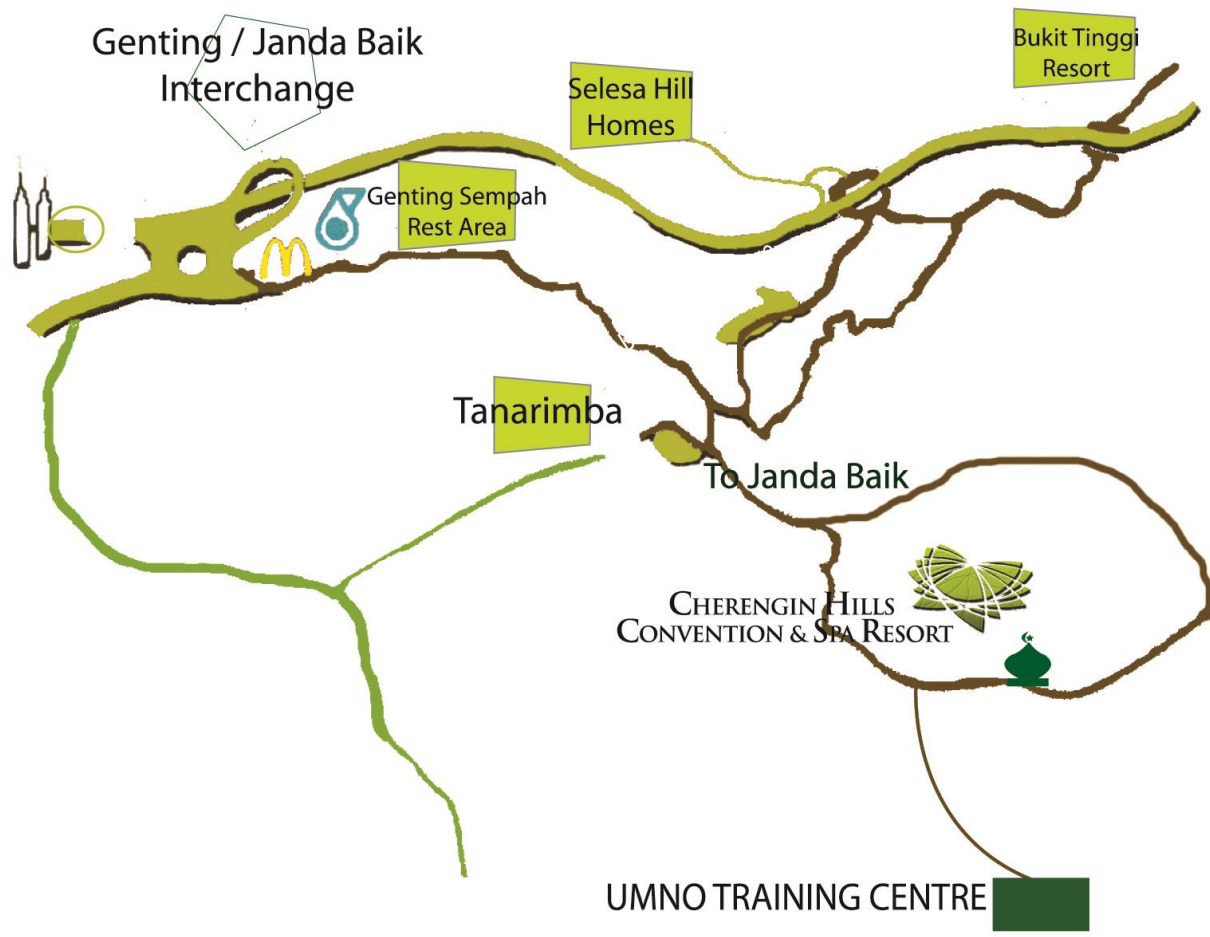 Genting / Janda Baik
Interchange
Bukit Tinggi
Resort
Selesa Hill
Homes
Genting Sempah
Rest Area
Tanarimba
To Janda Baik
CHERENGIN HILLS
CONVENTION & SPA RESORT
UMNO TRAINING CENTRE